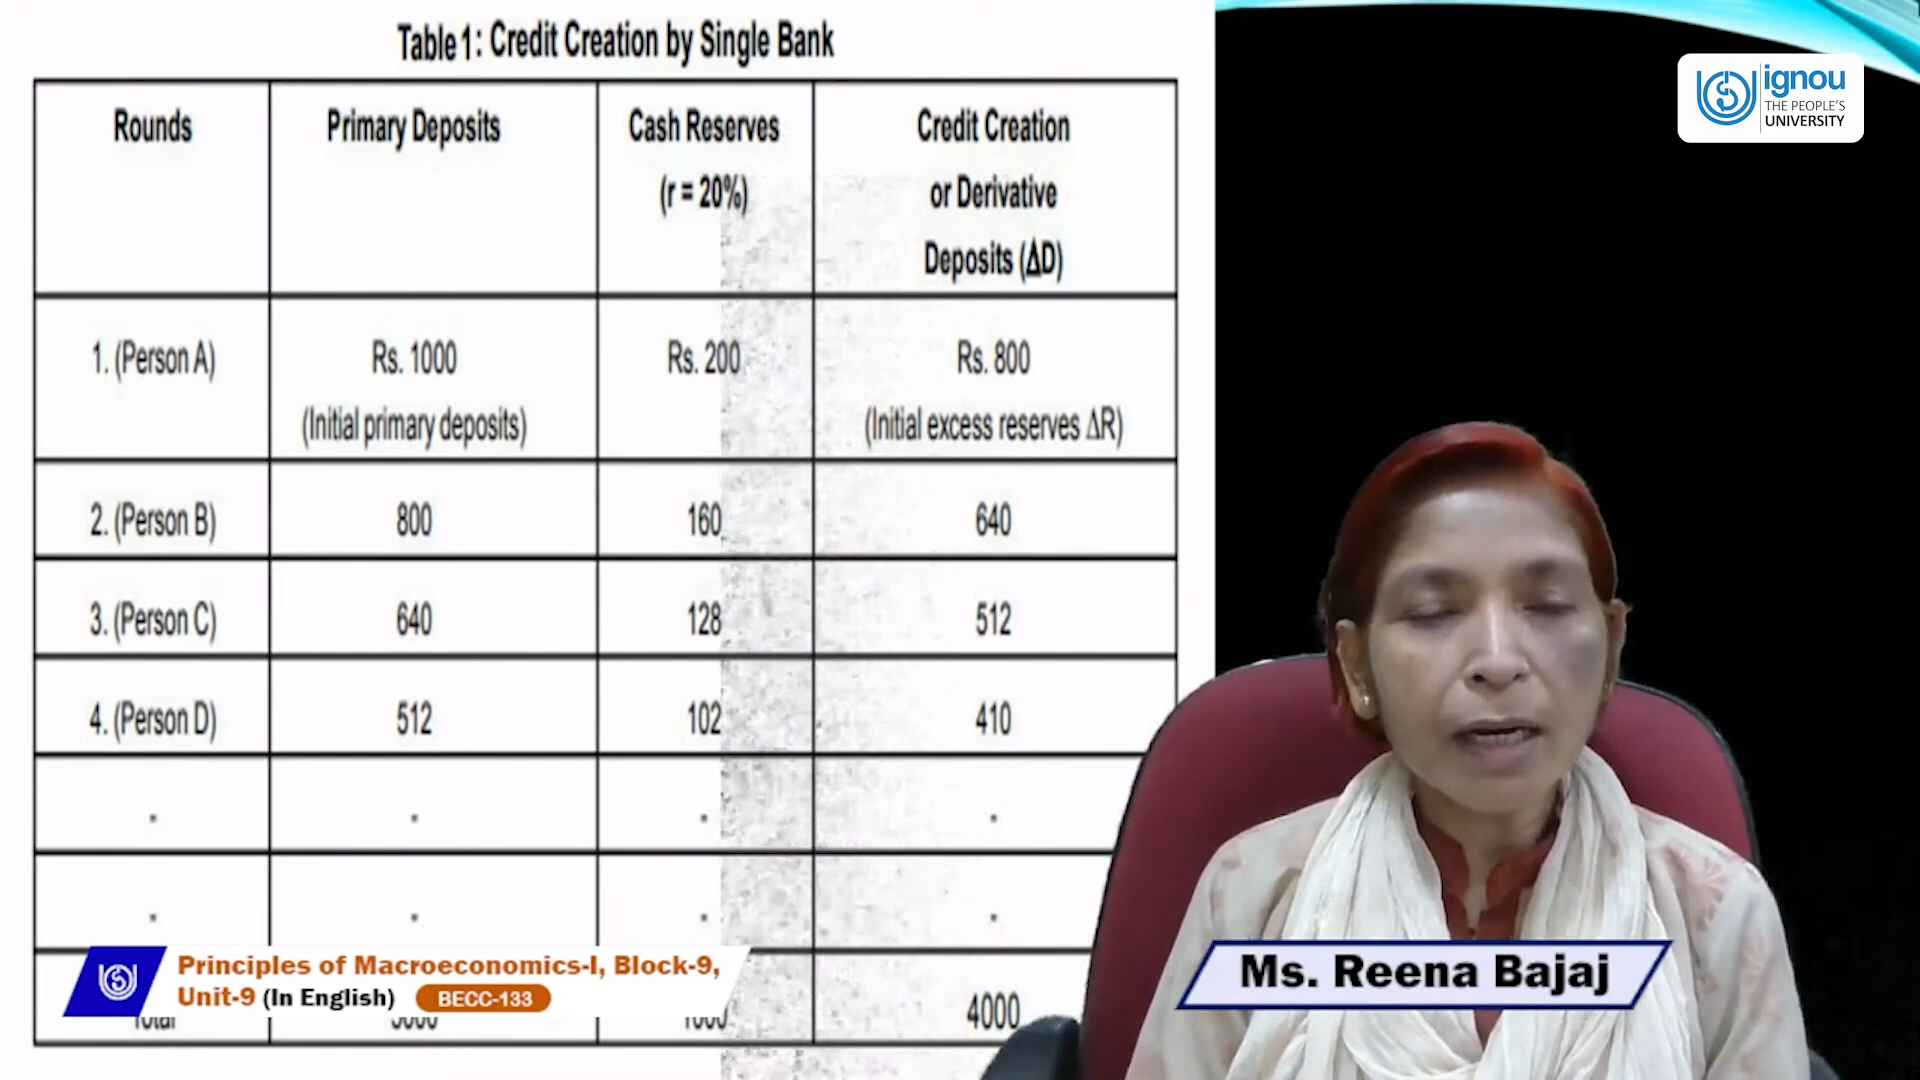 Table 1: Credit Creation by Single Bank
Rounds Primary Deposits Cash Reserves (r = 20%) Credit Creation or Derivative Deposits (ΔD)
1. (Person A) Rs. 1000 (Initial primary deposits) Rs. 200 Rs. 800 (Initial excess reserves ΔR)
2. (Person B) 800 160 640
3. (Person C) 640 128 512
4. (Person D) 512 102 410
. . . .
. . . .
Total 5000 1000 4000
ignou
THE PEOPLE'S
UNIVERSITY
Principles of Macroeconomics-I, Block-9,
Unit-9 (In English) BECC-133
Ms. Reena Bajaj